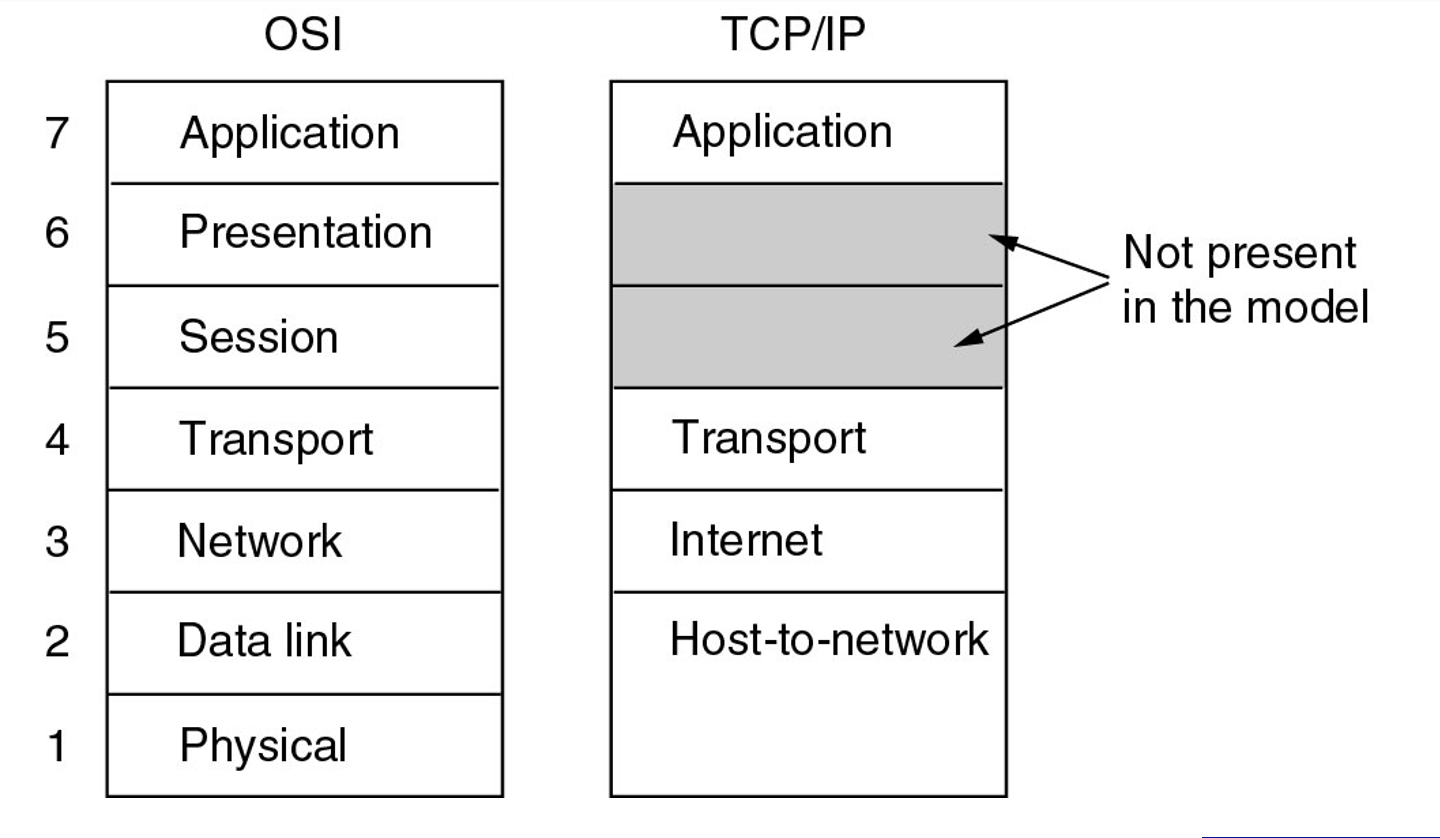 OSI TCP/IP
7 Application Application
6 Presentation
Not present
in the model
5 Session
4 Transport Transport
3 Network Internet
2 Data link Host-to-network
1 Physical